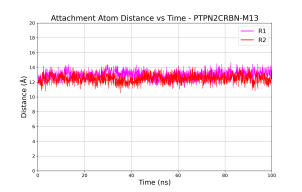 Attachment Atom Distance vs Time - PTPN2CRBN-M13
R1
R2
Distance (Å)
20
18
16
14
12
10
8
6
4
2
0
0 20 40 60 80 100
Time (ns)